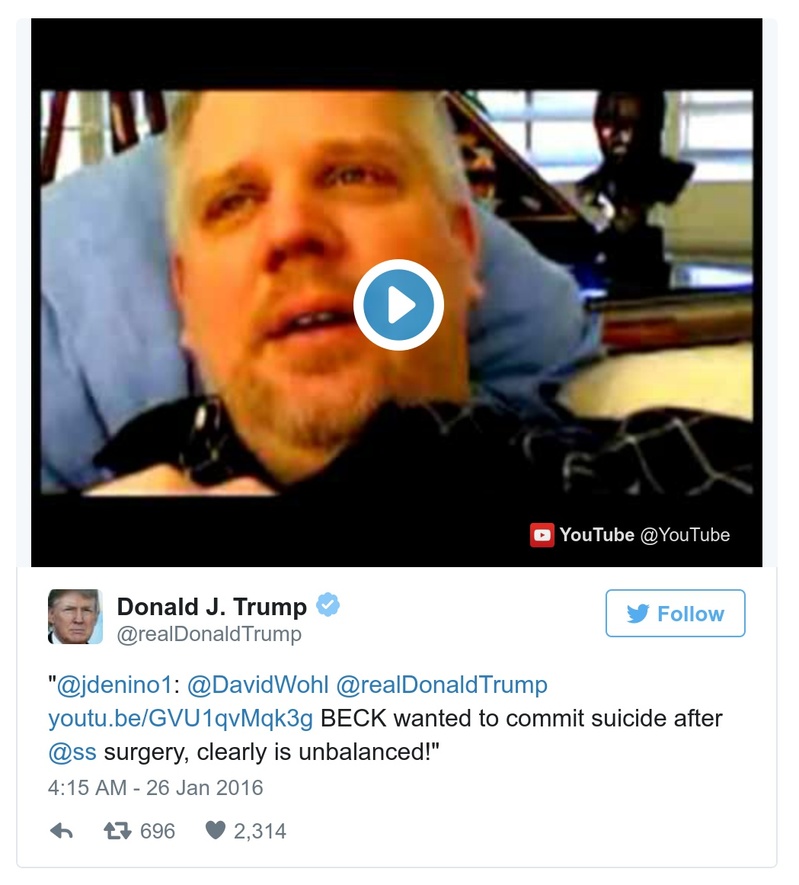 YouTube @YouTube
Donald J. Trump
@realDonaldTrump
Follow
"@jdenino1: @DavidWohl @realDonaldTrump
youtu.be/GVU1qvMqk3g BECK wanted to commit suicide after
@ss surgery, clearly is unbalanced!"
4:15 AM - 26 Jan 2016
696 2,314